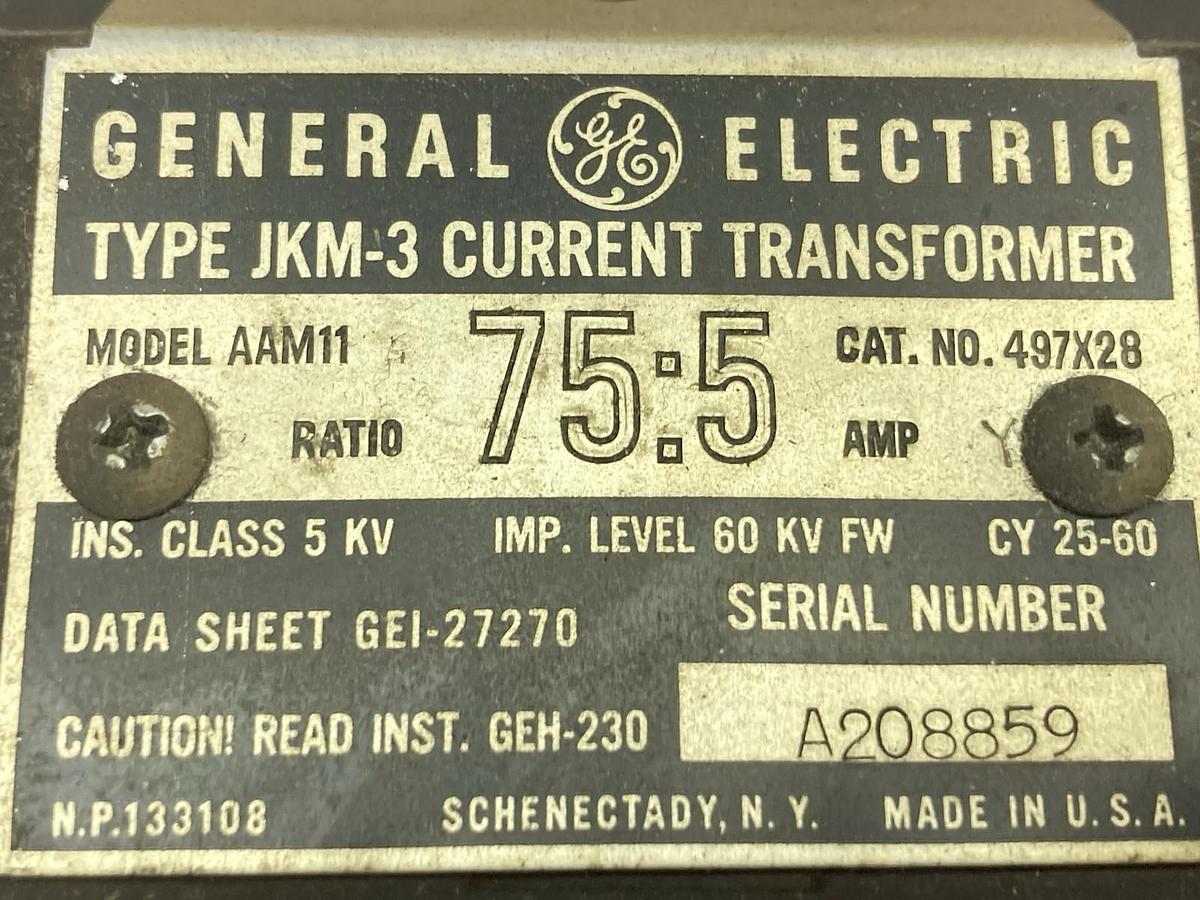 GENERAL GE ELECTRIC
TYPE JKM-3 CURRENT TRANSFORMER
MODEL AAM11 75:5 CAT. NO. 497X28
RATIO AMP Y
INS. CLASS 5 KV IMP. LEVEL 60 KV FW CY 25-60
DATA SHEET GEI-27270 SERIAL NUMBER
A208859
CAUTION! READ INST. GEH-230
N.P.133108 SCHENECTADY, N. Y. MADE IN U. S. A.